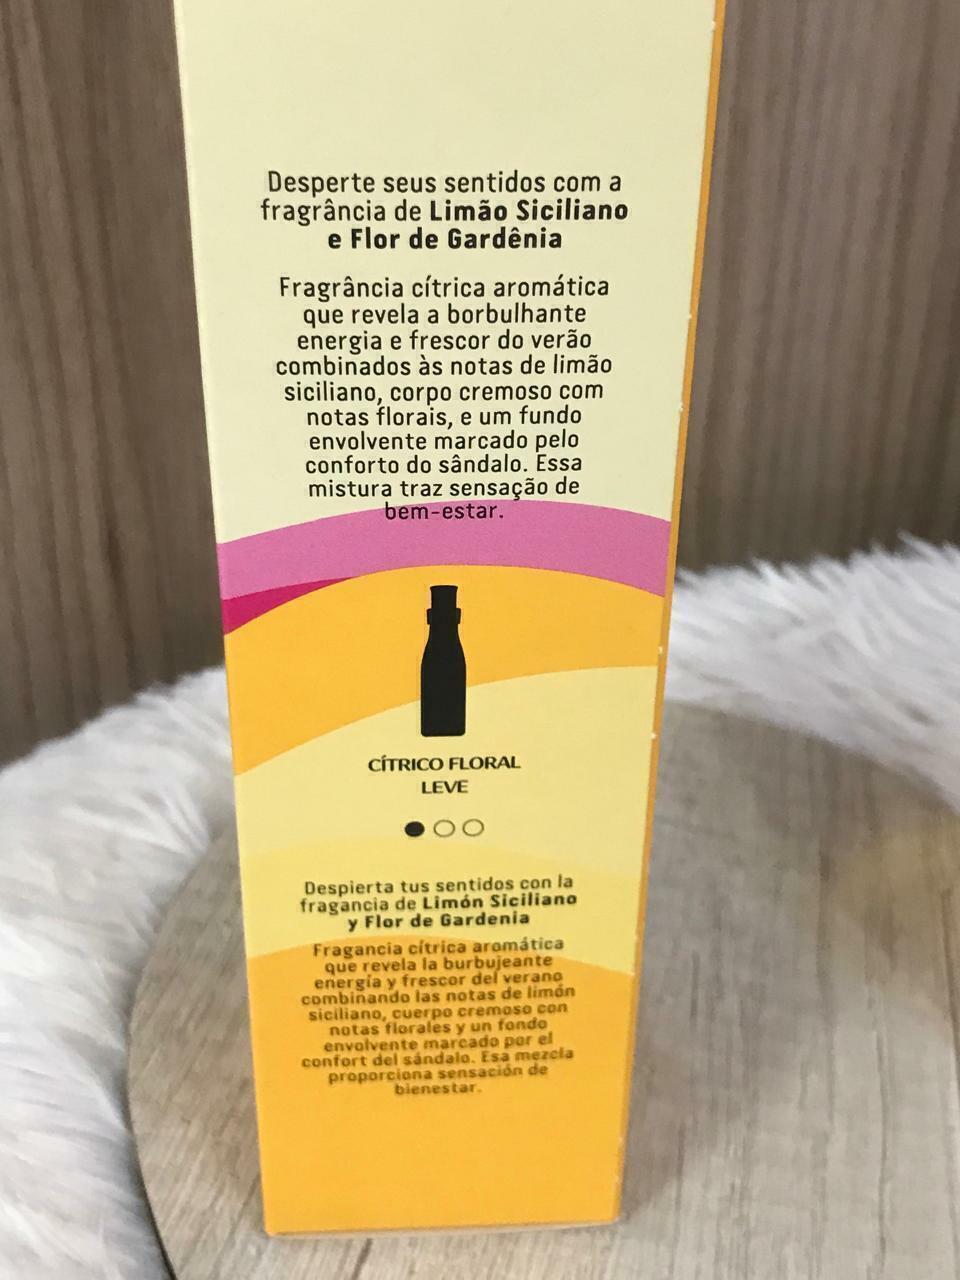 Desperte seus sentidos com a
fragrância de Limão Siciliano
e Flor de Gardênia
Fragrância cítrica aromática
que revela a borbulhante
energia e frescor do verão
combinados às notas de limão
siciliano, corpo cremoso com
notas florais, e um fundo
envolvente marcado pelo
conforto do sândalo. Essa
mistura traz sensação de
bem-estar.
CÍTRICO FLORAL
LEVE
Despierta tus sentidos con la
fragancia de Limón Siciliano
y Flor de Gardenia
Fragancia cítrica aromática
que revela la burbujeante
energía y frescor del verano
combinando las notas de limón
siciliano, cuerpo cremoso con
notas florales y un fondo
envolvente marcado por el
confort del sándalo. Esa mezcla
proporciona sensación de
bienestar.